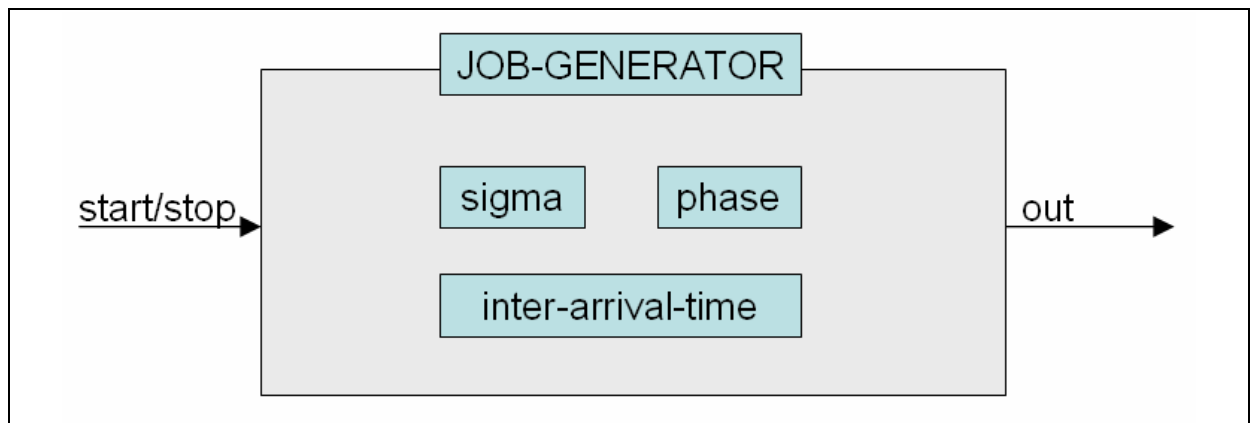 JOB-GENERATOR
sigma
phase
start/stop
out
inter-arrival-time